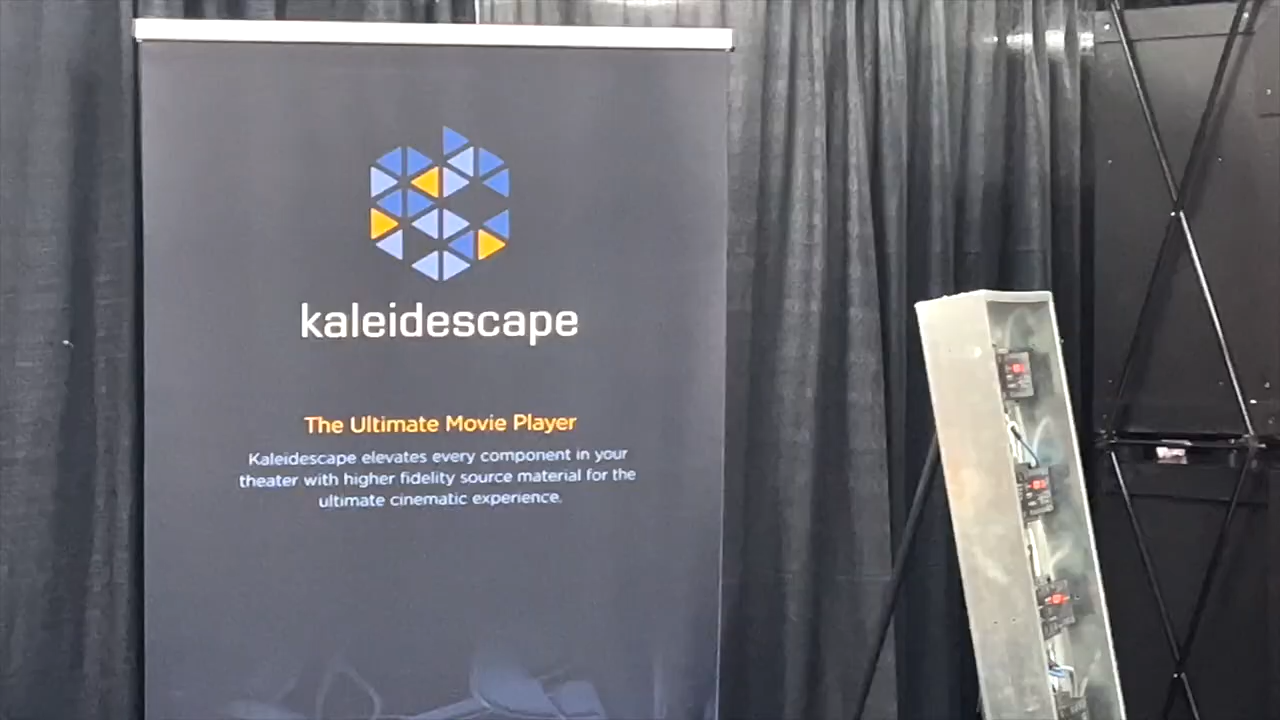 kaleidescape
The Ultimate Movie Player
Kaleidescape elevates every component in your
theater with higher fidelity source material for the
ultimate cinematic experience.